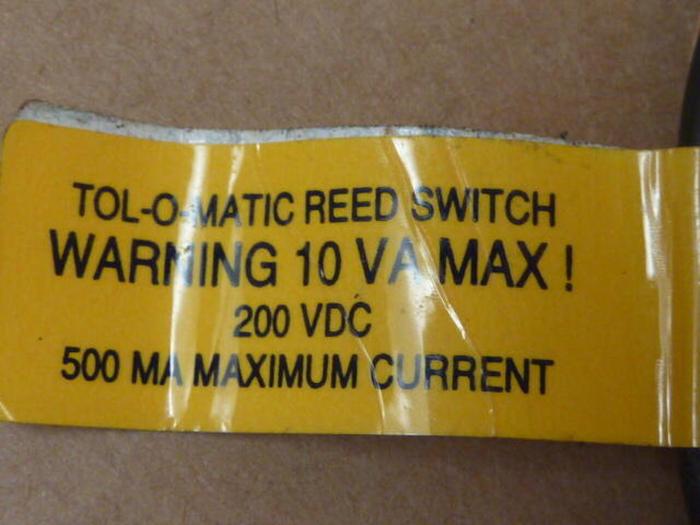 TOL-O-MATIC REED SWITCH
WARNING 10 VA MAX !
200 VDC
500 MA MAXIMUM CURRENT